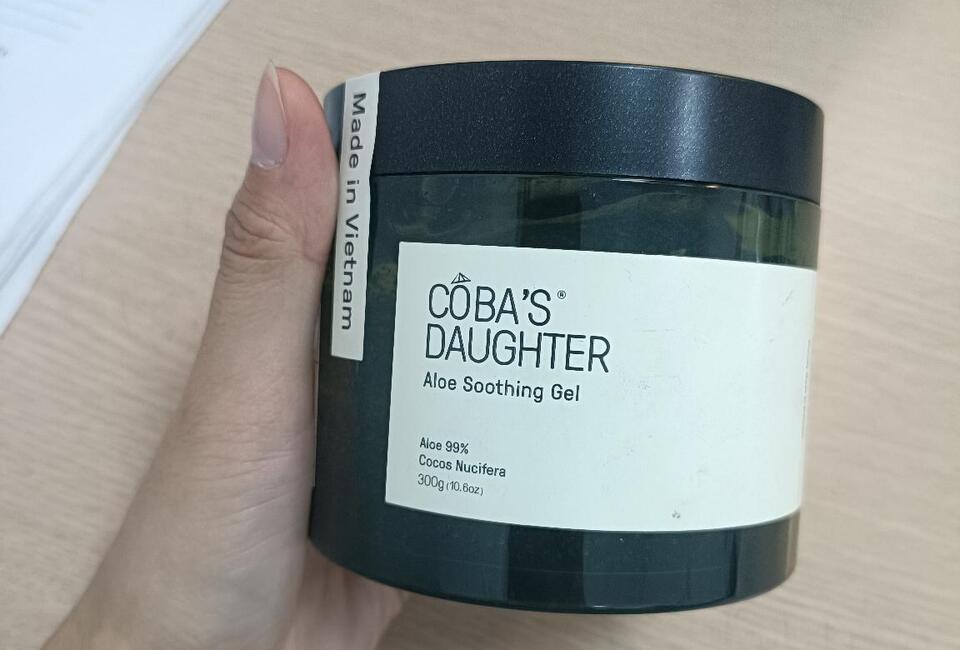 Made in Vietnam
CÔBA'S®
DAUGHTER
Aloe Soothing Gel
Aloe 99%
Cocos Nucifera
300g (10.6oz)